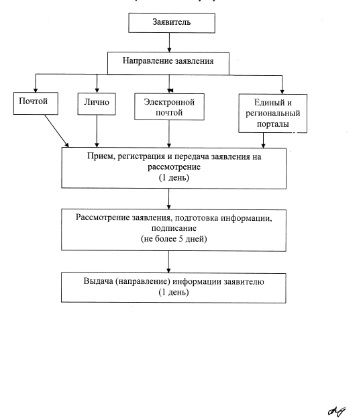 Заявитель
Направление заявления
Почтой
Лично
Электронной
почтой
Единый и
региональный
порталы
Прием, регистрация и передача заявления на
рассмотрение
(1 день)
Рассмотрение заявления, подготовка информации,
подписание
(не более 5 дней)
Выдача (направление) информации заявителю
(1 день)